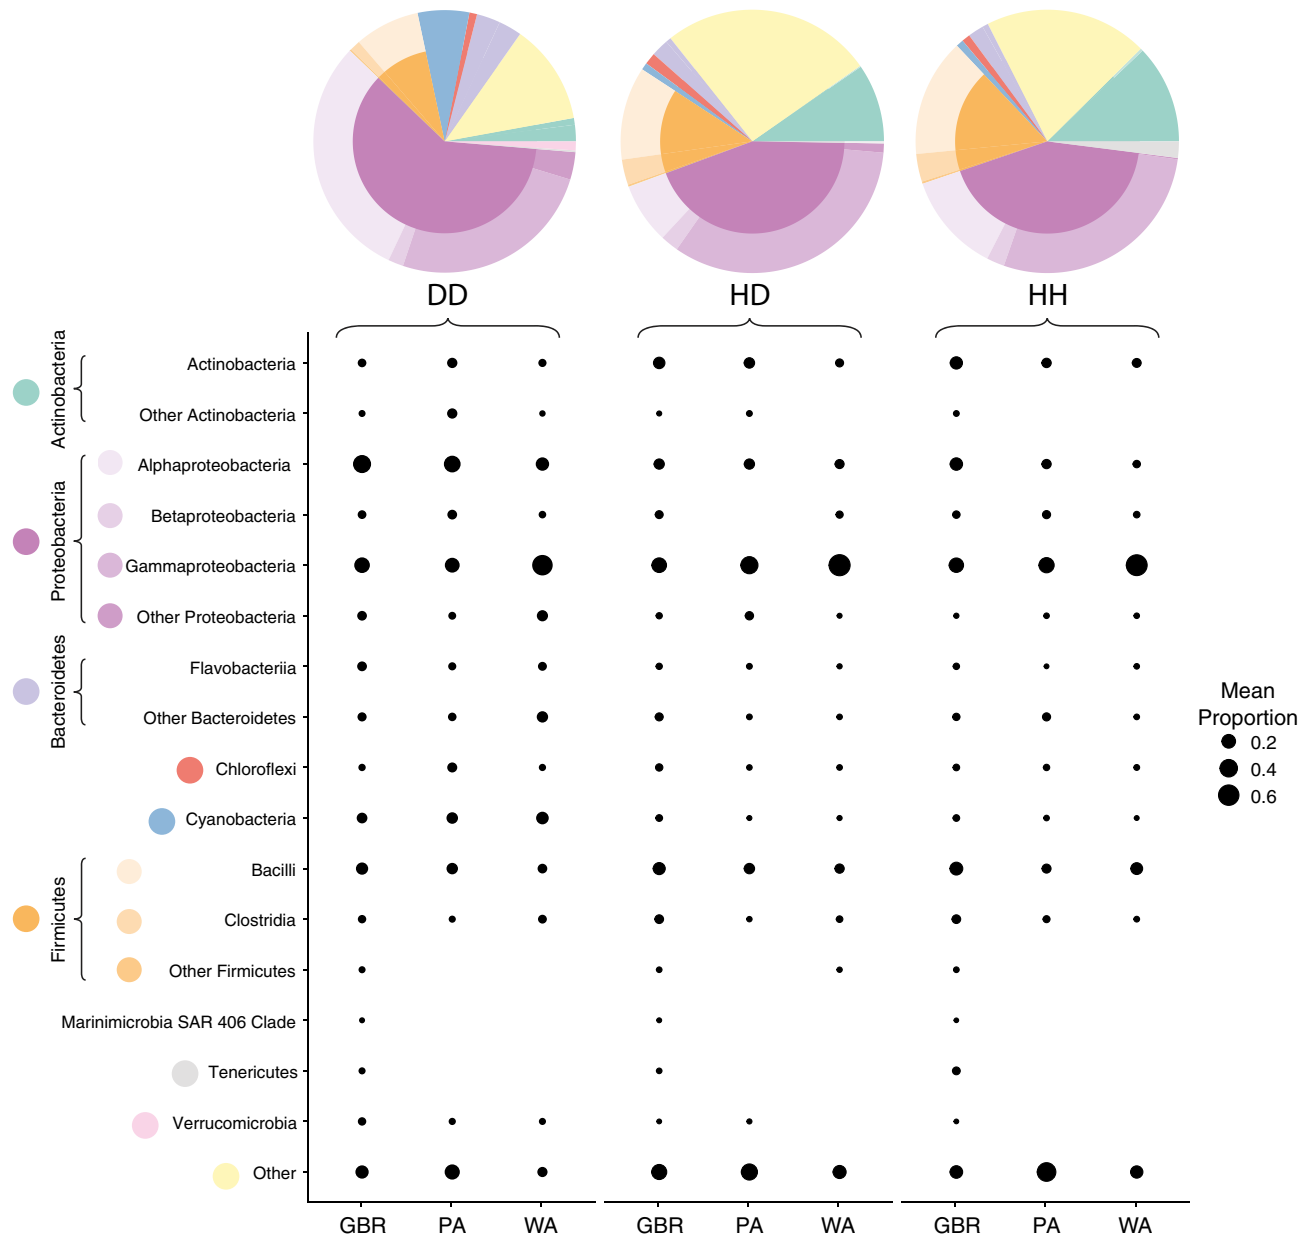 DD
HD
HH
Actinobacteria
Actinobacteria
Other Actinobacteria
Proteobacteria
Alphaproteobacteria
Betaproteobacteria
Gammaproteobacteria
Other Proteobacteria
Bacteroidetes
Flavobacteriia
Other Bacteroidetes
Chloroflexi
Cyanobacteria
Firmicutes
Bacilli
Clostridia
Other Firmicutes
Marinimicrobia SAR 406 Clade
Tenericutes
Verrucomicrobia
Other
GBR PA WA GBR PA WA GBR PA WA
Mean
Proportion
0.2
0.4
0.6